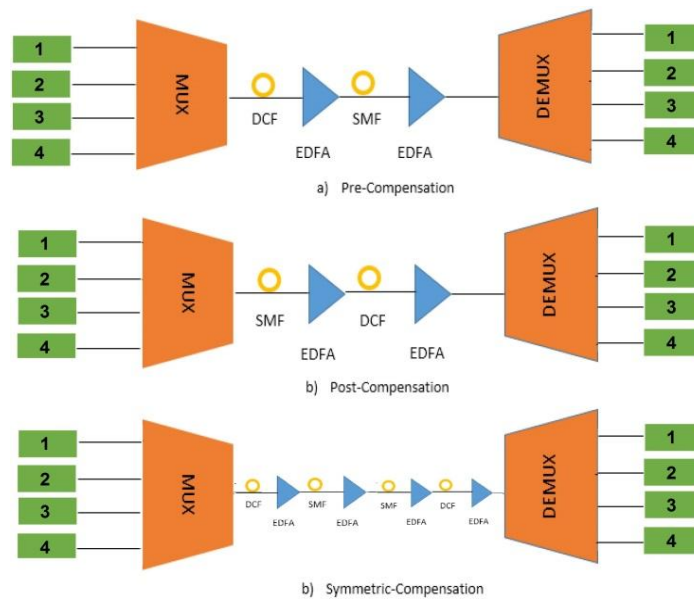 1
2
3
4
MUX
DCF
EDFA
SMF
EDFA
DEMUX
1
2
3
4
a) Pre-Compensation
1
2
3
4
MUX
SMF
EDFA
DCF
EDFA
DEMUX
1
2
3
4
b) Post-Compensation
1
2
3
4
MUX
DCF
EDFA
SMF
EDFA
SMF
EDFA
DCF
EDFA
DEMUX
1
2
3
4
b) Symmetric-Compensation